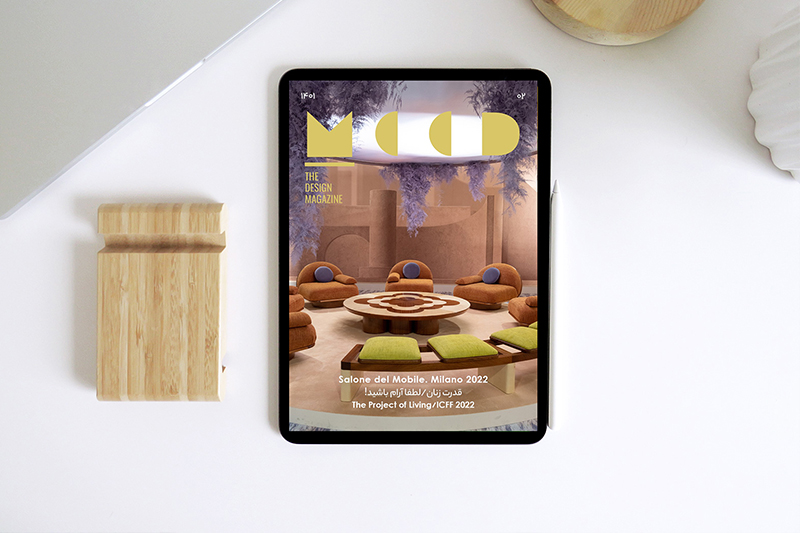 ۱۴۰۱
۰۲
MOOD
THE
DESIGN
MAGAZINE
Salone del Mobile. Milano 2022
قدرت زنان/لطفا آرام باشید!
The Project of Living/ICFF 2022